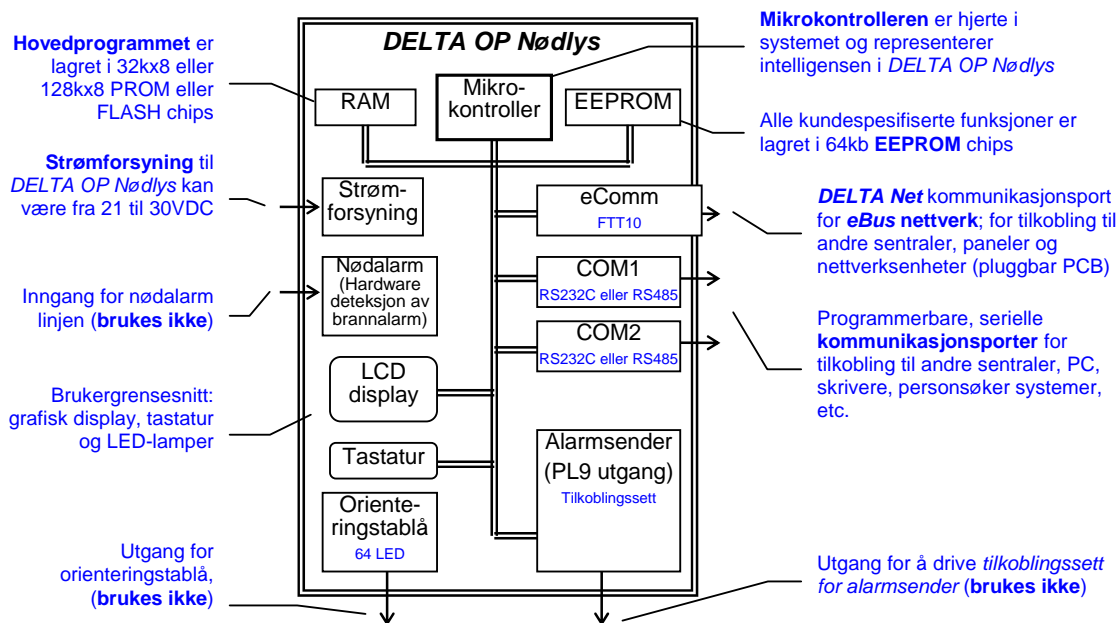 DELTA OP Nødlys
Hovedprogrammet er
lagret i 32kx8 eller
128kx8 PROM eller
FLASH chips
Strømforsyning til
DELTA OP Nødlys kan
være fra 21 til 30VDC
Inngang for nødalarm
linjen (brukes ikke)
Brukergrensesnitt:
grafisk display, tastatur
og LED-lamper
Utgang for
orienteringstablå,
(brukes ikke)
RAM
Mikro-
kontroller
EEPROM
Strøm-
forsyning
Nødalarm
(Hardware
deteksjon av
brannalarm)
LCD
display
Tastatur
Oriente-
ringstablå
64 LED
eComm
FTT10
COM1
RS232C eller RS485
COM2
RS232C eller RS485
Alarmsender
(PL9 utgang)
Tilkoblingssett
Mikrokontrolleren er hjerte i
systemet og representerer
intelligensen i DELTA OP Nødlys
Alle kundespesifiserte funksjoner er
lagret i 64kb EEPROM chips
DELTA Net kommunikasjonsport
for eBus nettverk; for tilkobling til
andre sentraler, paneler og
nettverksenheter (pluggbar PCB)
Programmerbare, serielle
kommunikasjonsporter for
tilkobling til andre sentraler, PC,
skrivere, personsøker systemer,
etc.
Utgang for å drive tilkoblingssett
for alarmsender (brukes ikke)